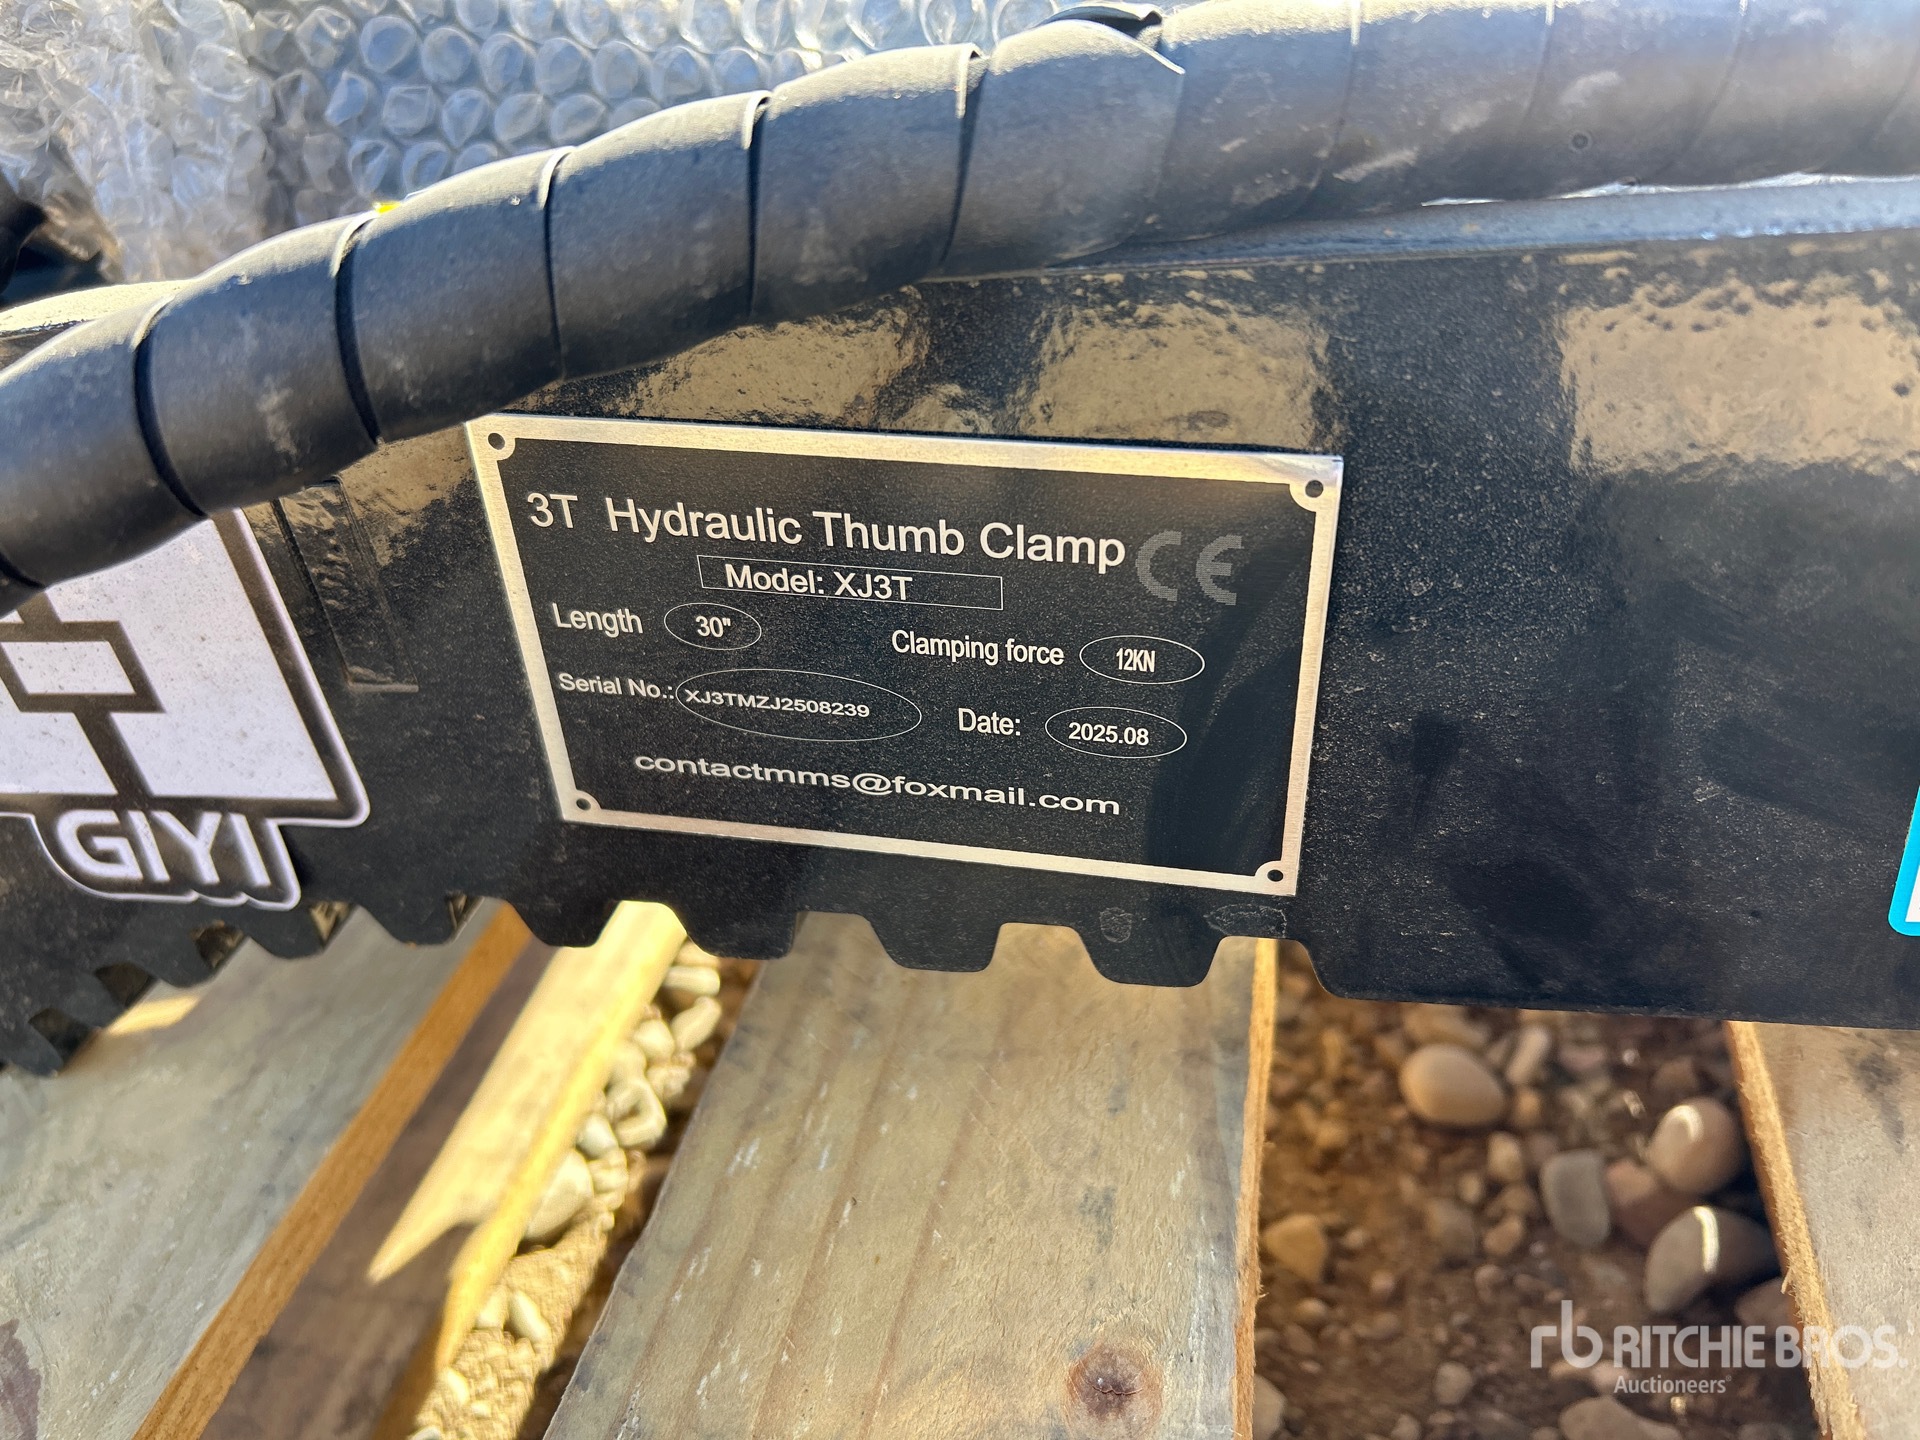 3T Hydraulic Thumb Clamp CE
Model: XJ3T
Length 30"
Clamping force 12KN
Serial No.: XJ3TMZJ2508239
Date: 2025.08
contactmms@foxmail.com
GIYI
rb RITCHIE BROS.
Auctioneers